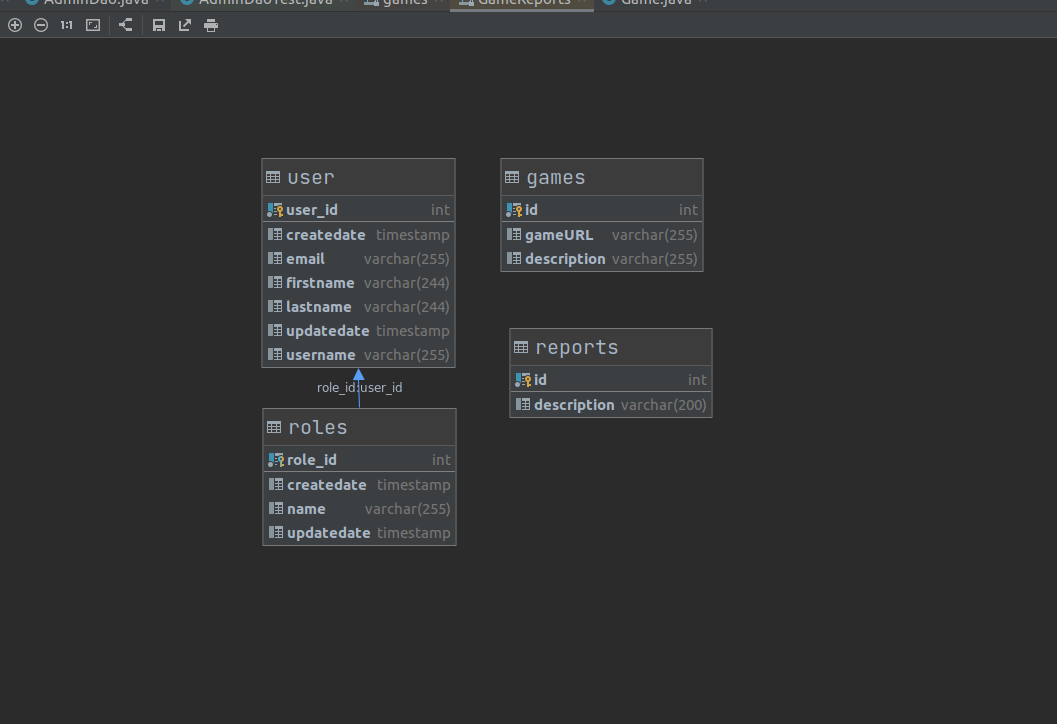 AdminDao.java AdminDaoTest.java games GameReports Game.java
1:1
user
user_id int
createdate timestamp
email varchar(255)
firstname varchar(244)
lastname varchar(244)
updatedate timestamp
username varchar(255)
role_id:user_id
roles
role_id int
createdate timestamp
name varchar(255)
updatedate timestamp
games
id int
gameURL varchar(255)
description varchar(255)
reports
id int
description varchar(200)